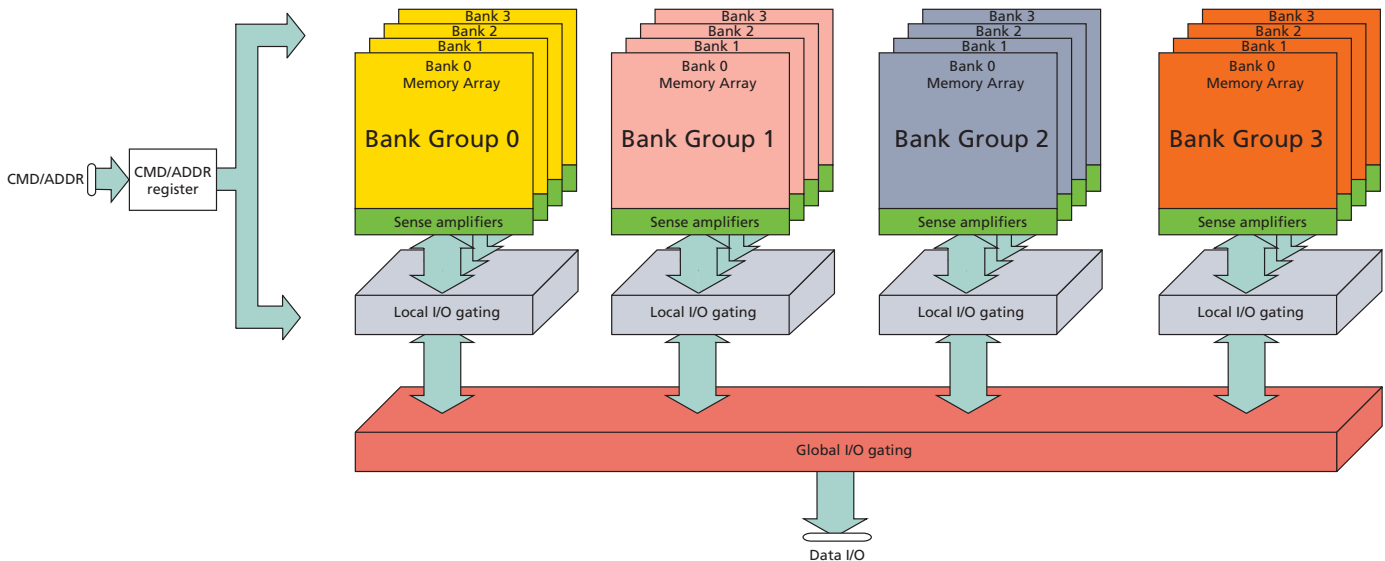 CMD/ADDR
CMD/ADDR
register
Bank 3
Bank 2
Bank 1
Bank 0
Memory Array
Bank Group 0
Sense amplifiers
Local I/O gating
Bank 3
Bank 2
Bank 1
Bank 0
Memory Array
Bank Group 1
Sense amplifiers
Local I/O gating
Bank 3
Bank 2
Bank 1
Bank 0
Memory Array
Bank Group 2
Sense amplifiers
Local I/O gating
Bank 3
Bank 2
Bank 1
Bank 0
Memory Array
Bank Group 3
Sense amplifiers
Local I/O gating
Global I/O gating
Data I/O